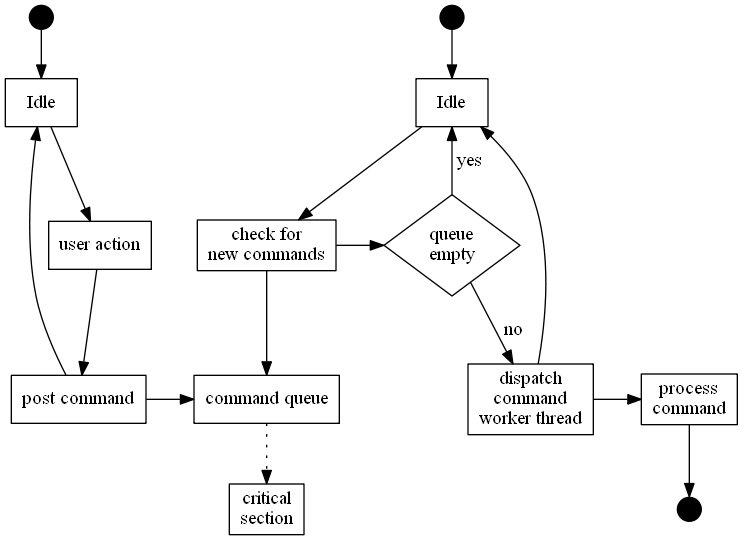 Idle
Idle
yes
user action
check for
new commands
queue
empty
no
post command
command queue
dispatch
command
worker thread
process
command
critical
section